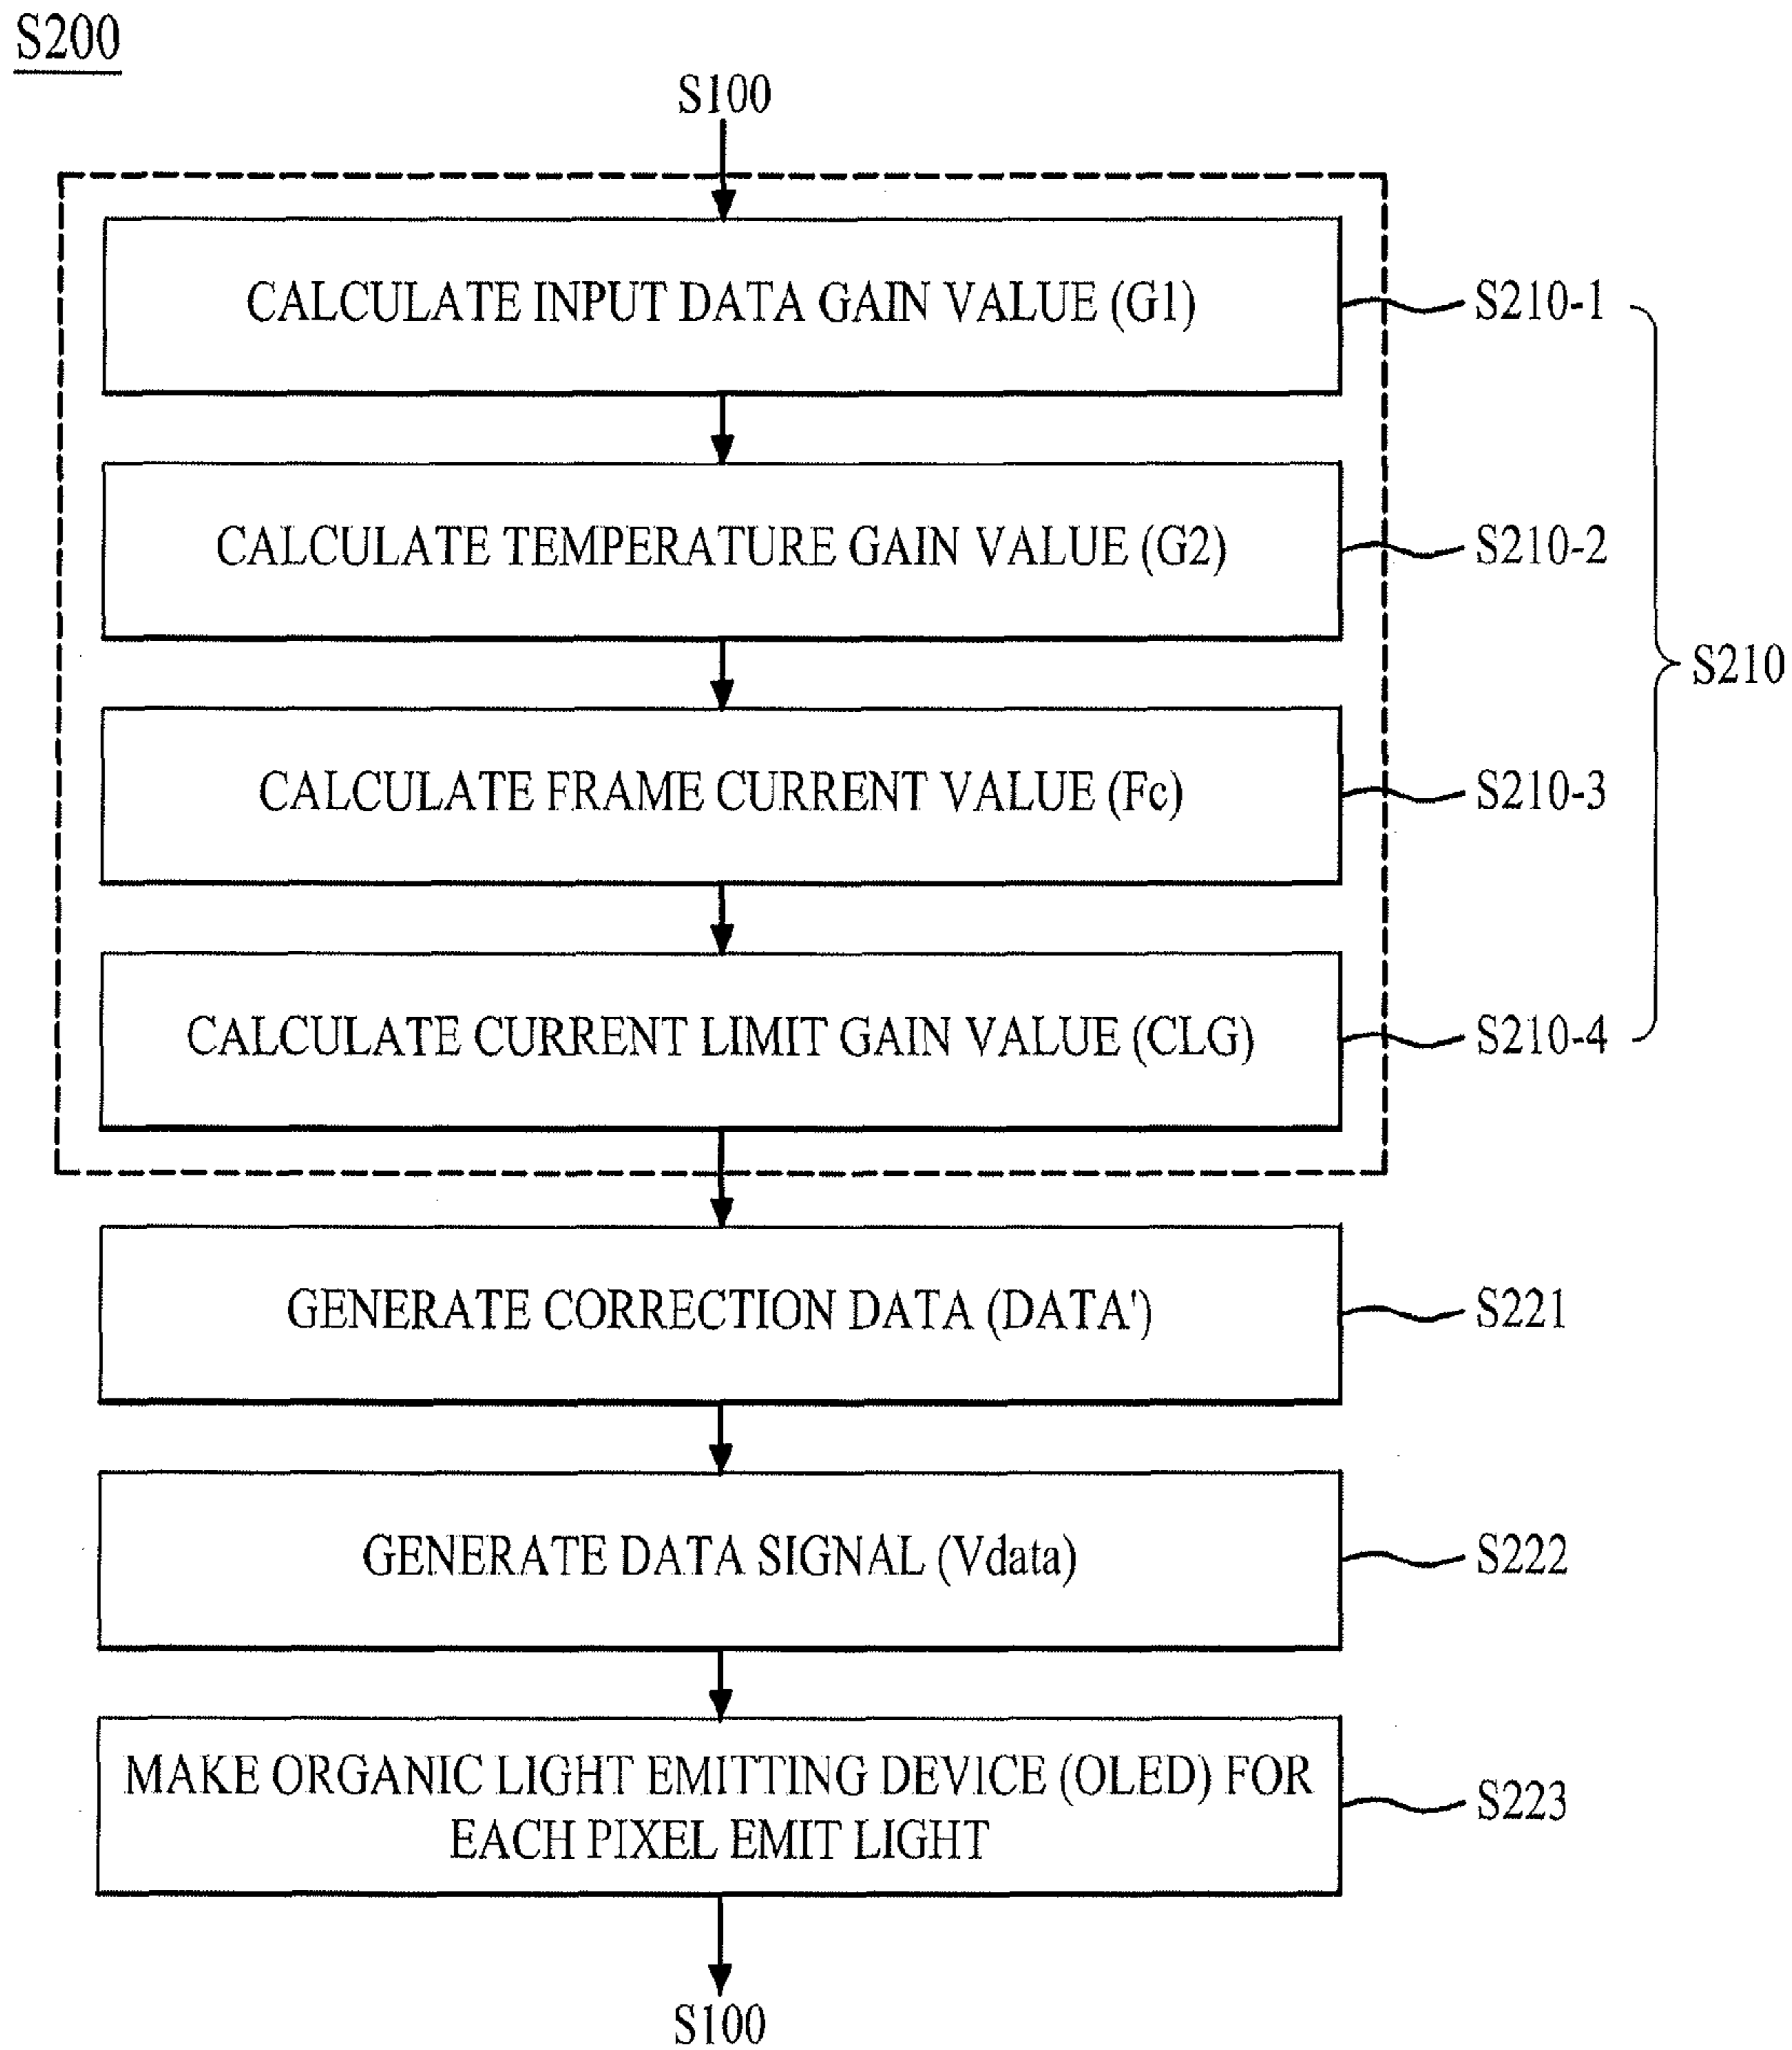 S200
S100
CALCULATE INPUT DATA GAIN VALUE (G1)
S210-1
CALCULATE TEMPERATURE GAIN VALUE (G2)
S210-2
S210
CALCULATE FRAME CURRENT VALUE (Fc)
S210-3
CALCULATE CURRENT LIMIT GAIN VALUE (CLG)
S210-4
GENERATE CORRECTION DATA (DATA')
S221
GENERATE DATA SIGNAL (Vdata)
S222
MAKE ORGANIC LIGHT EMITTING DEVICE (OLED) FOR
EACH PIXEL EMIT LIGHT
S223
S100